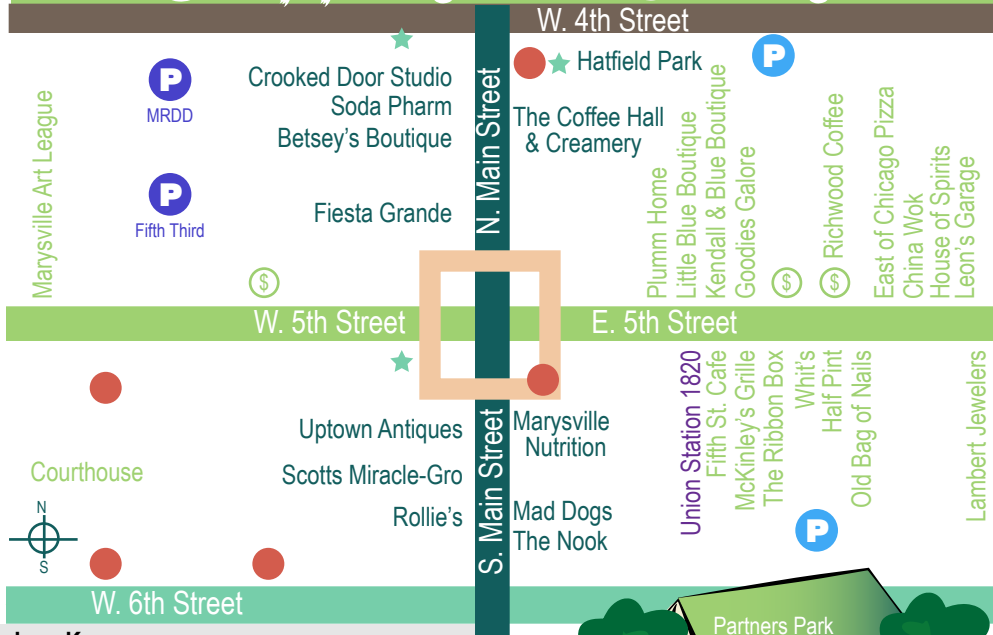 W. 4th Street
Hatfield Park
P
P
MRDD
Crooked Door Studio
Soda Pharm
Betsey's Boutique
The Coffee Hall
& Creamery
N. Main Street
Marysville Art League
P
Fifth Third
Fiesta Grande
Plumm Home
Little Blue Boutique
Kendall & Blue Boutique
Goodies Galore
Richwood Coffee
East of Chicago Pizza
China Wok
House of Spirits
Leon's Garage
$
$
$
W. 5th Street
E. 5th Street
Union Station 1820
Fifth St. Cafe
McKinley's Grille
The Ribbon Box
Whit's
Half Pint
Old Bag of Nails
Lambert Jewelers
Uptown Antiques
Marysville
Nutrition
S. Main Street
Courthouse
Scotts Miracle-Gro
Rollie's
Mad Dogs
The Nook
P
N
S
W. 6th Street
Partners Park